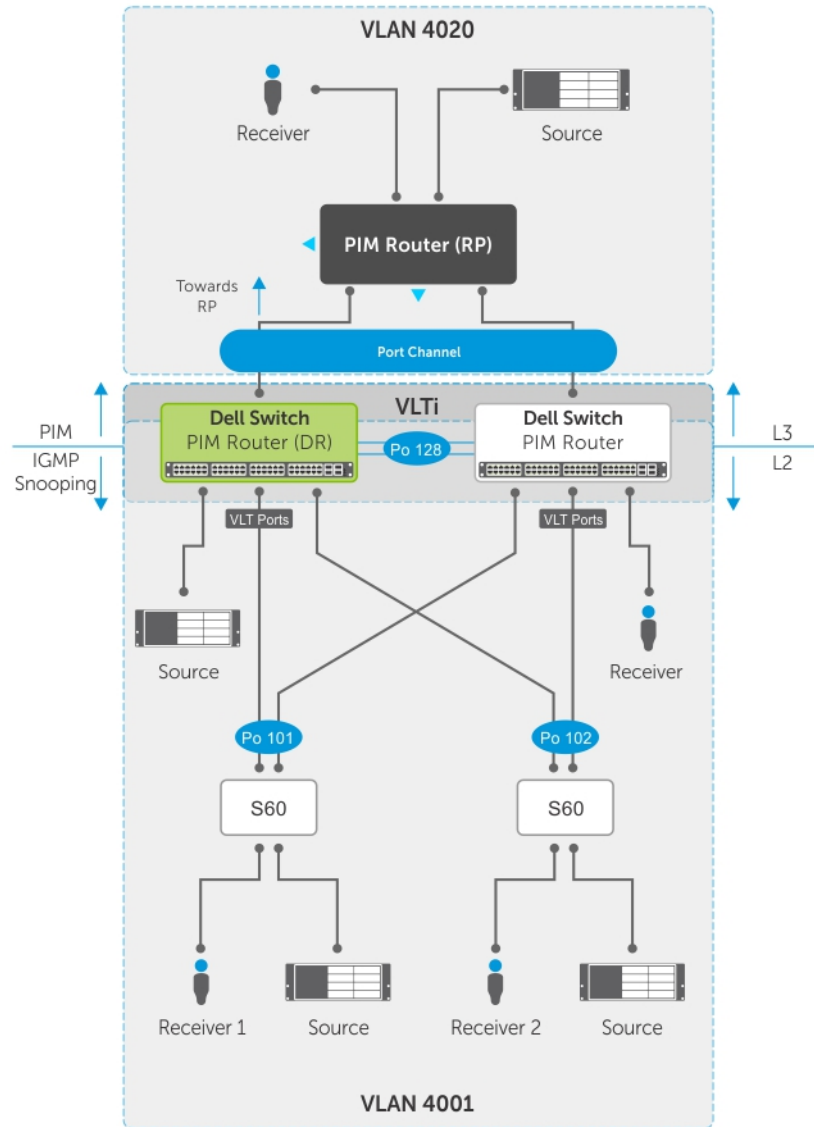 VLAN 4020
Receiver
Source
PIM Router (RP)
Towards
RP
Port Channel
VLTi
Dell Switch
PIM Router (DR)
Po 128
Dell Switch
PIM Router
PIM
IGMP
Snooping
L3
L2
VLT Ports
VLT Ports
Source
Receiver
Po 101
Po 102
S60
S60
Receiver 1
Source
Receiver 2
Source
VLAN 4001